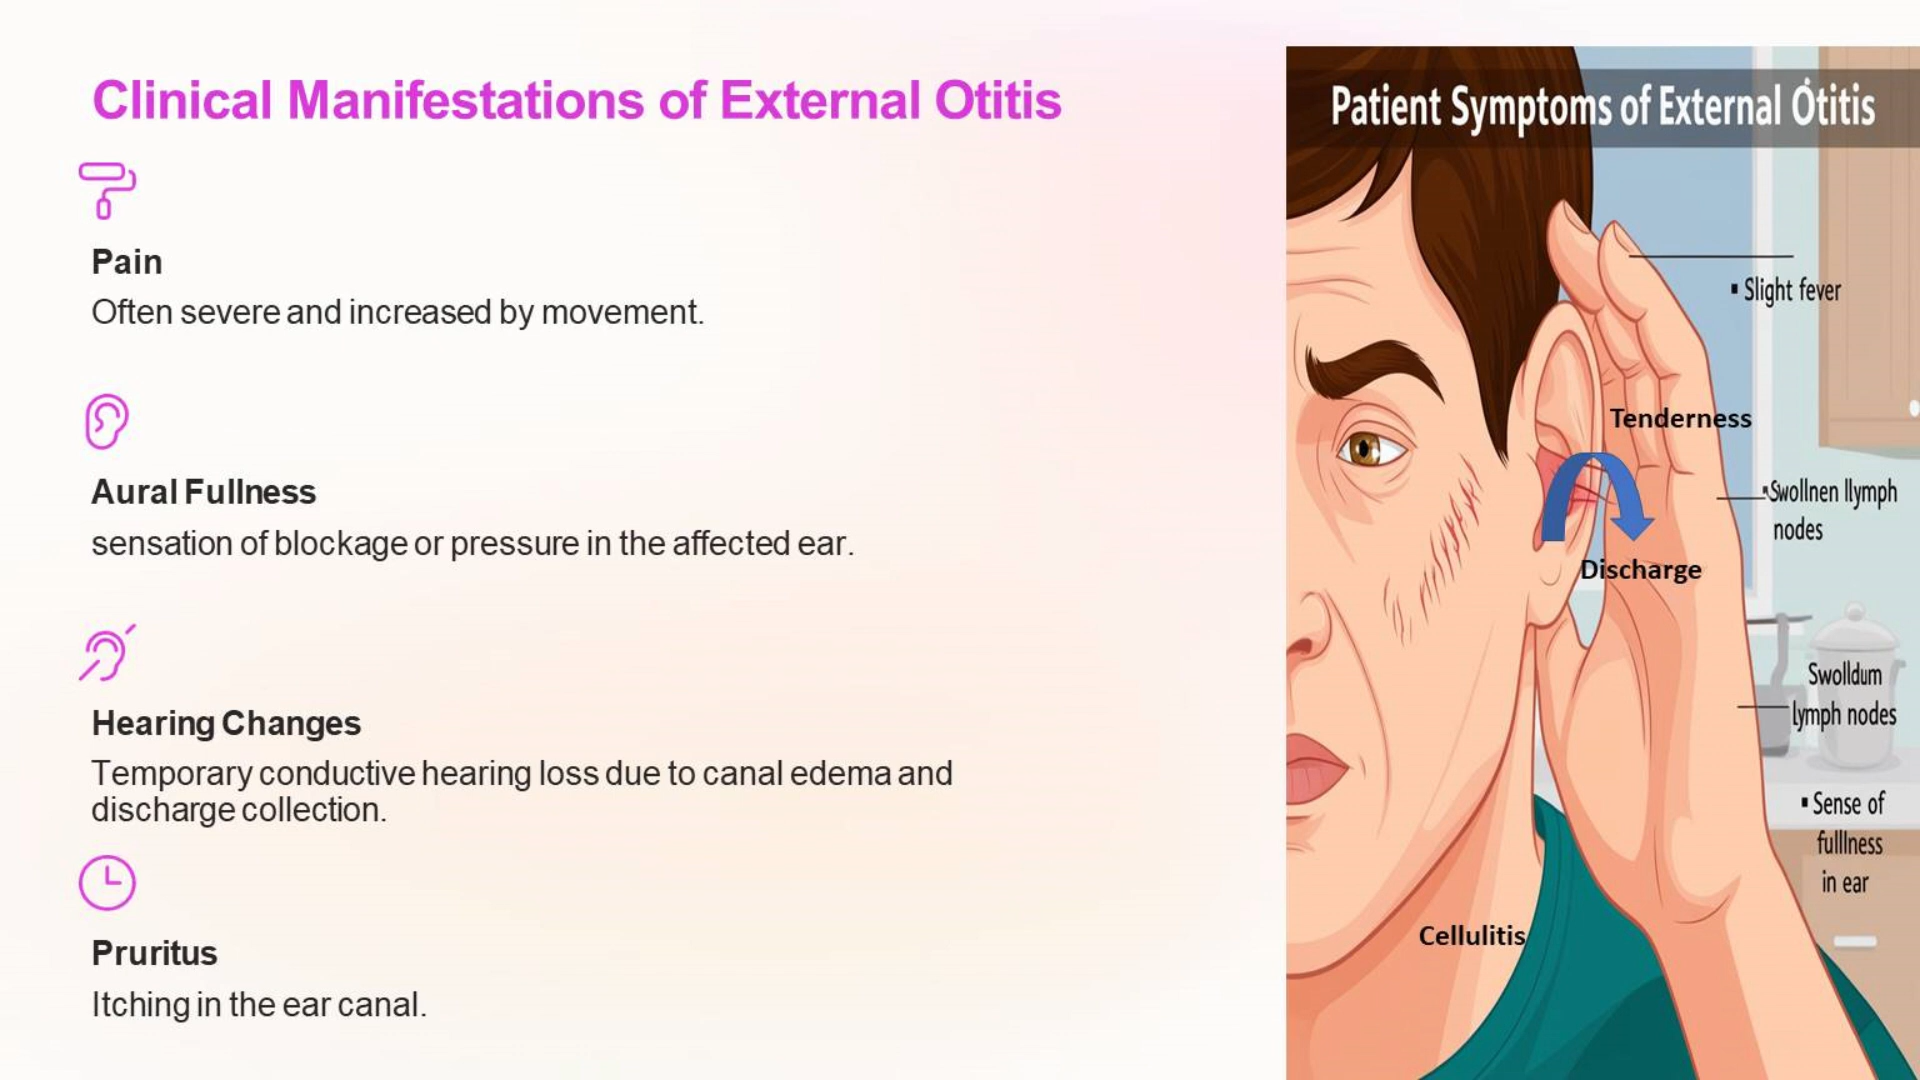 Clinical Manifestations of External Otitis
Pain
Often severe and increased by movement.
Aural Fullness
sensation of blockage or pressure in the affected ear.
Hearing Changes
Temporary conductive hearing loss due to canal edema and
discharge collection.
Pruritus
Itching in the ear canal.
Patient Symptoms of External Ótitis
▪ Slight fever
Tenderness
▪Swollnen llymph
nodes
Discharge
Swolldum
lymph nodes
▪ Sense of
fulllness
in ear
Cellulitis